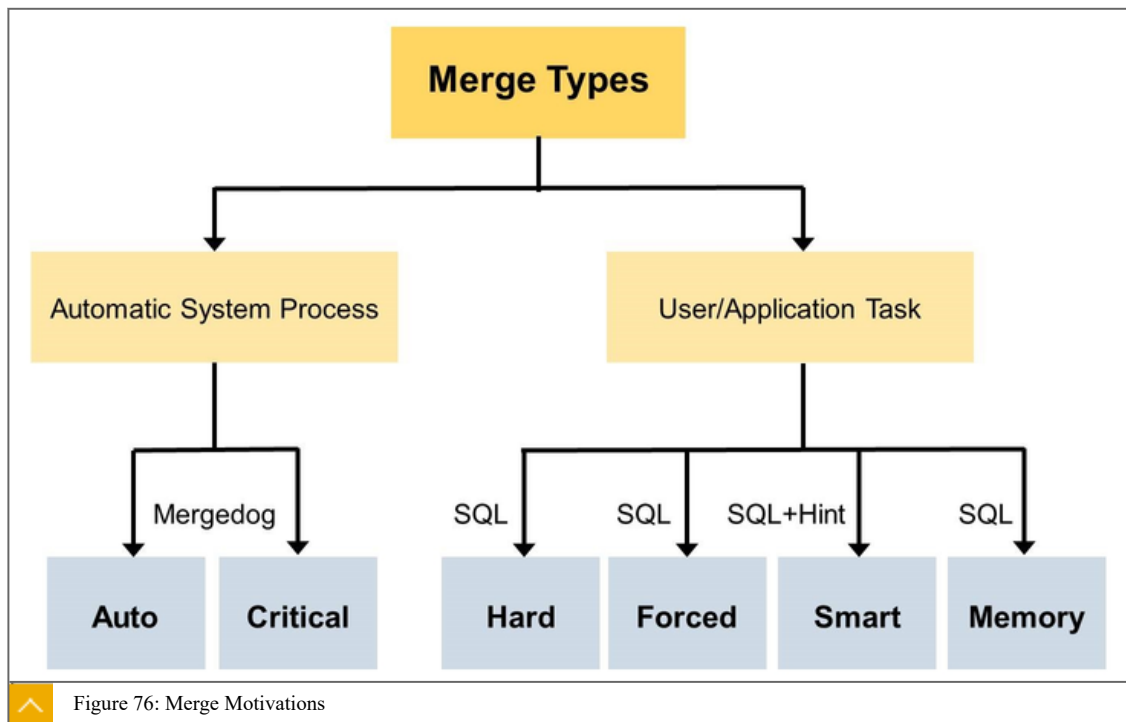 Merge Types
Automatic System Process
User/Application Task
Mergedog
SQL
SQL
SQL+Hint
SQL
Auto
Critical
Hard
Forced
Smart
Memory
Figure 76: Merge Motivations